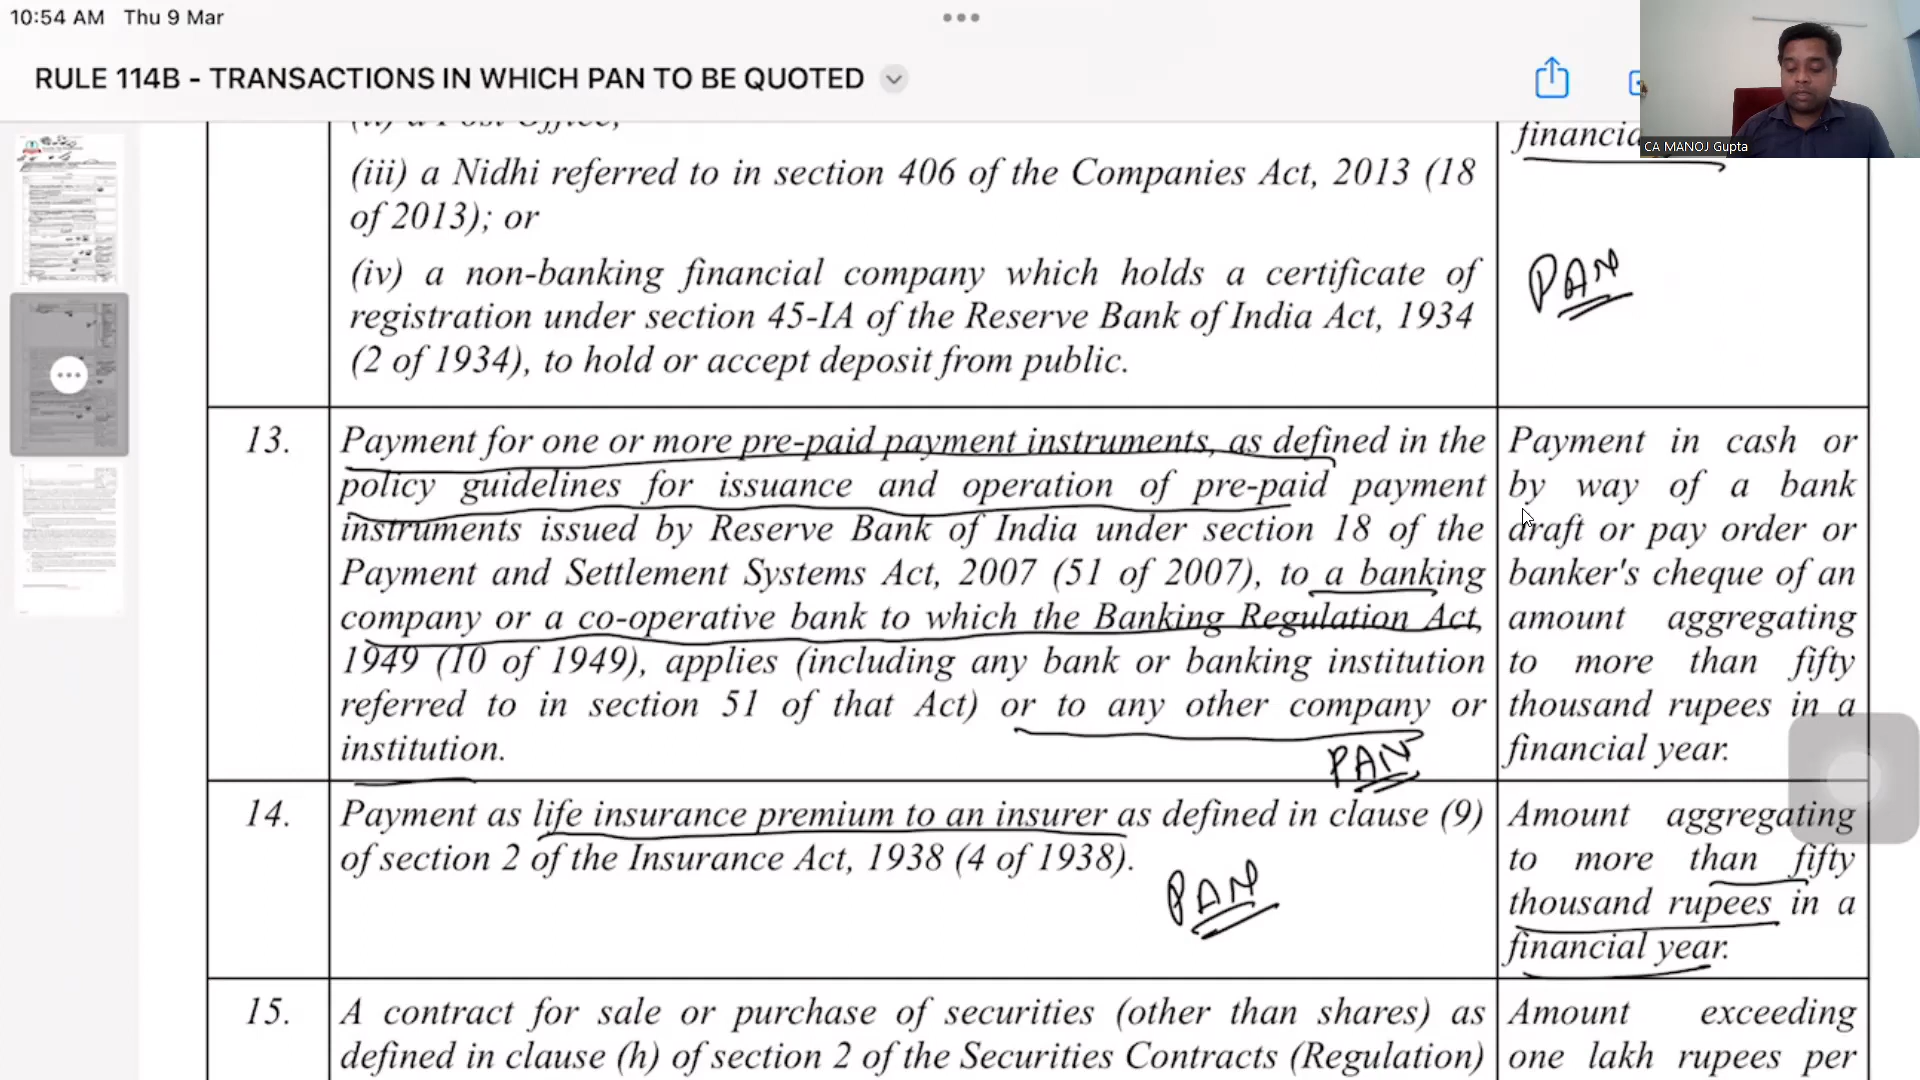 10:54 AM Thu 9 Mar
RULE 114B - TRANSACTIONS IN WHICH PAN TO BE QUOTED
CA MANOJ Gupta
a Post Office;
(iii) a Nidhi referred to in section 406 of the Companies Act, 2013 (18
of 2013); or
(iv) a non-banking financial company which holds a certificate of
registration under section 45-IA of the Reserve Bank of India Act, 1934
(2 of 1934), to hold or accept deposit from public.
PAN
13.
Payment for one or more pre-paid payment instruments, as defined in the
policy guidelines for issuance and operation of pre-paid payment
instruments issued by Reserve Bank of India under section 18 of the
Payment and Settlement Systems Act, 2007 (51 of 2007), to a banking
company or a co-operative bank to which the Banking Regulation Act,
1949 (10 of 1949), applies (including any bank or banking institution
referred to in section 51 of that Act) or to any other company or
institution.
PAN
Payment in cash or
by way of a bank
draft or pay order or
banker's cheque of an
amount aggregating
to more than fifty
thousand rupees in a
financial year.
14.
Payment as life insurance premium to an insurer as defined in clause (9)
of section 2 of the Insurance Act, 1938 (4 of 1938).
PAN
Amount aggregating
to more than fifty
thousand rupees in a
financial year.
15.
A contract for sale or purchase of securities (other than shares) as
defined in clause (h) of section 2 of the Securities Contracts (Regulation)
Amount exceeding
one lakh rupees per